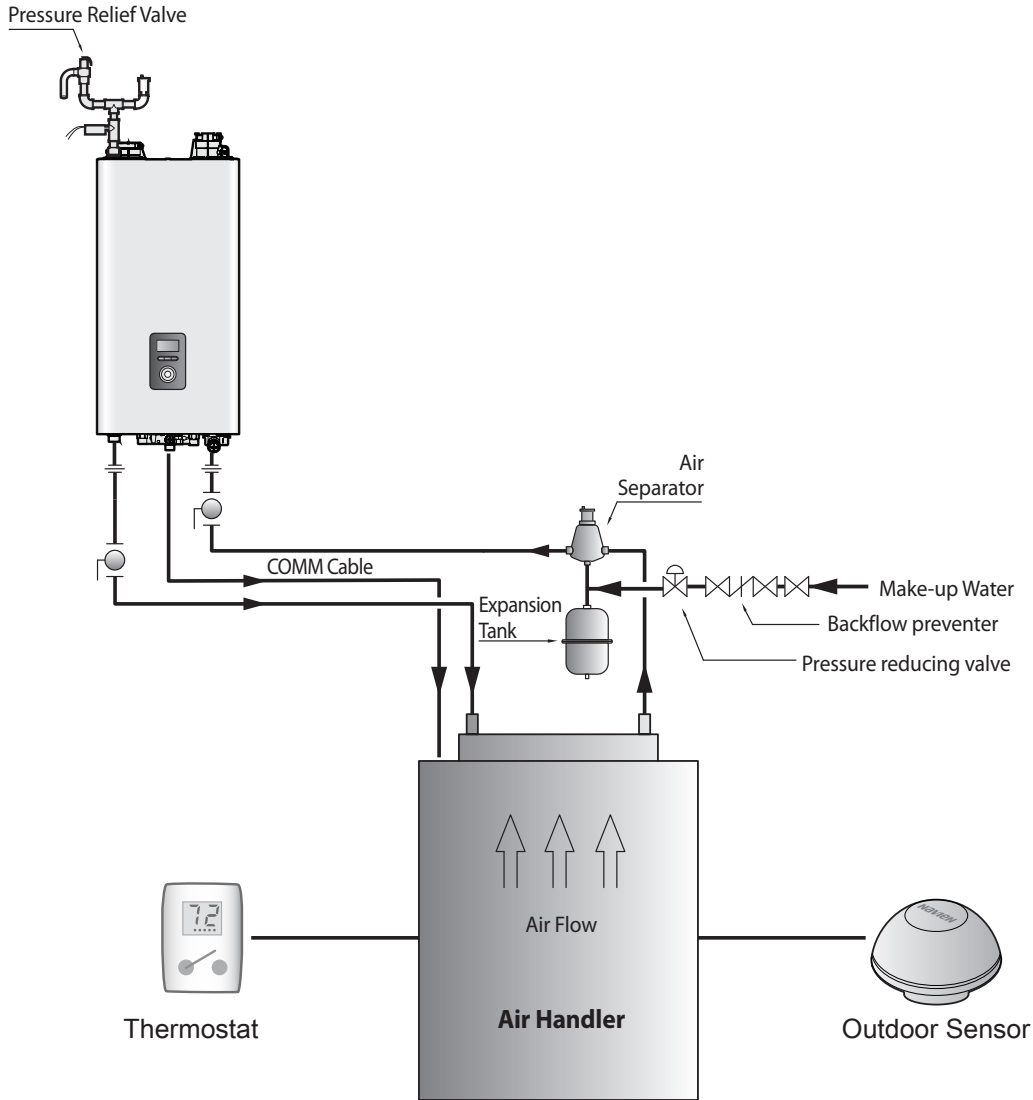 Pressure Relief Valve
Air
Separator
COMM Cable
Make-up Water
Expansion
Tank
Backflow preventer
Pressure reducing valve
Air Flow
72
NAVIEN
Thermostat
Air Handler
Outdoor Sensor